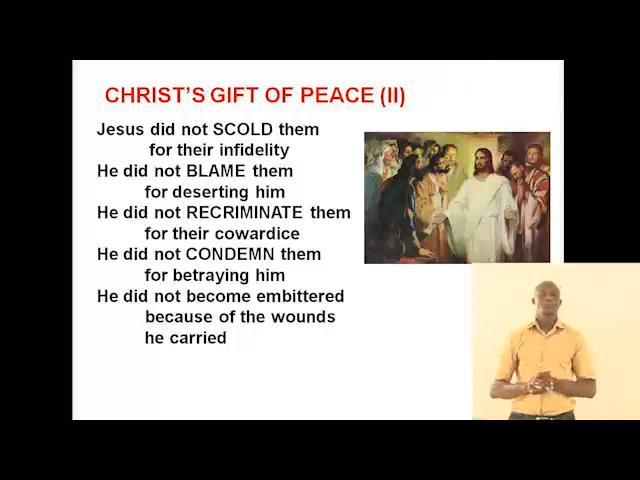 CHRIST'S GIFT OF PEACE (II)
Jesus did not SCOLD them
for their infidelity
He did not BLAME them
for deserting him
He did not RECRIMINATE them
for their cowardice
He did not CONDEMN them
for betraying him
He did not become embittered
because of the wounds
he carried